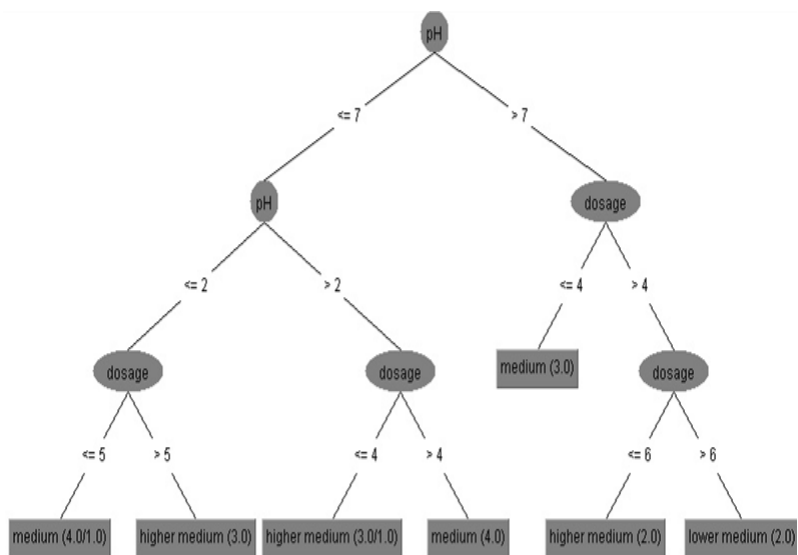 pH
<= 7
> 7
pH
dosage
<= 2
> 2
<= 4
> 4
dosage
dosage
medium (3.0)
dosage
<= 5
> 5
<= 4
> 4
<= 6
> 6
medium (4.0/1.0)
higher medium (3.0)
higher medium (3.0/1.0)
medium (4.0)
higher medium (2.0)
lower medium (2.0)